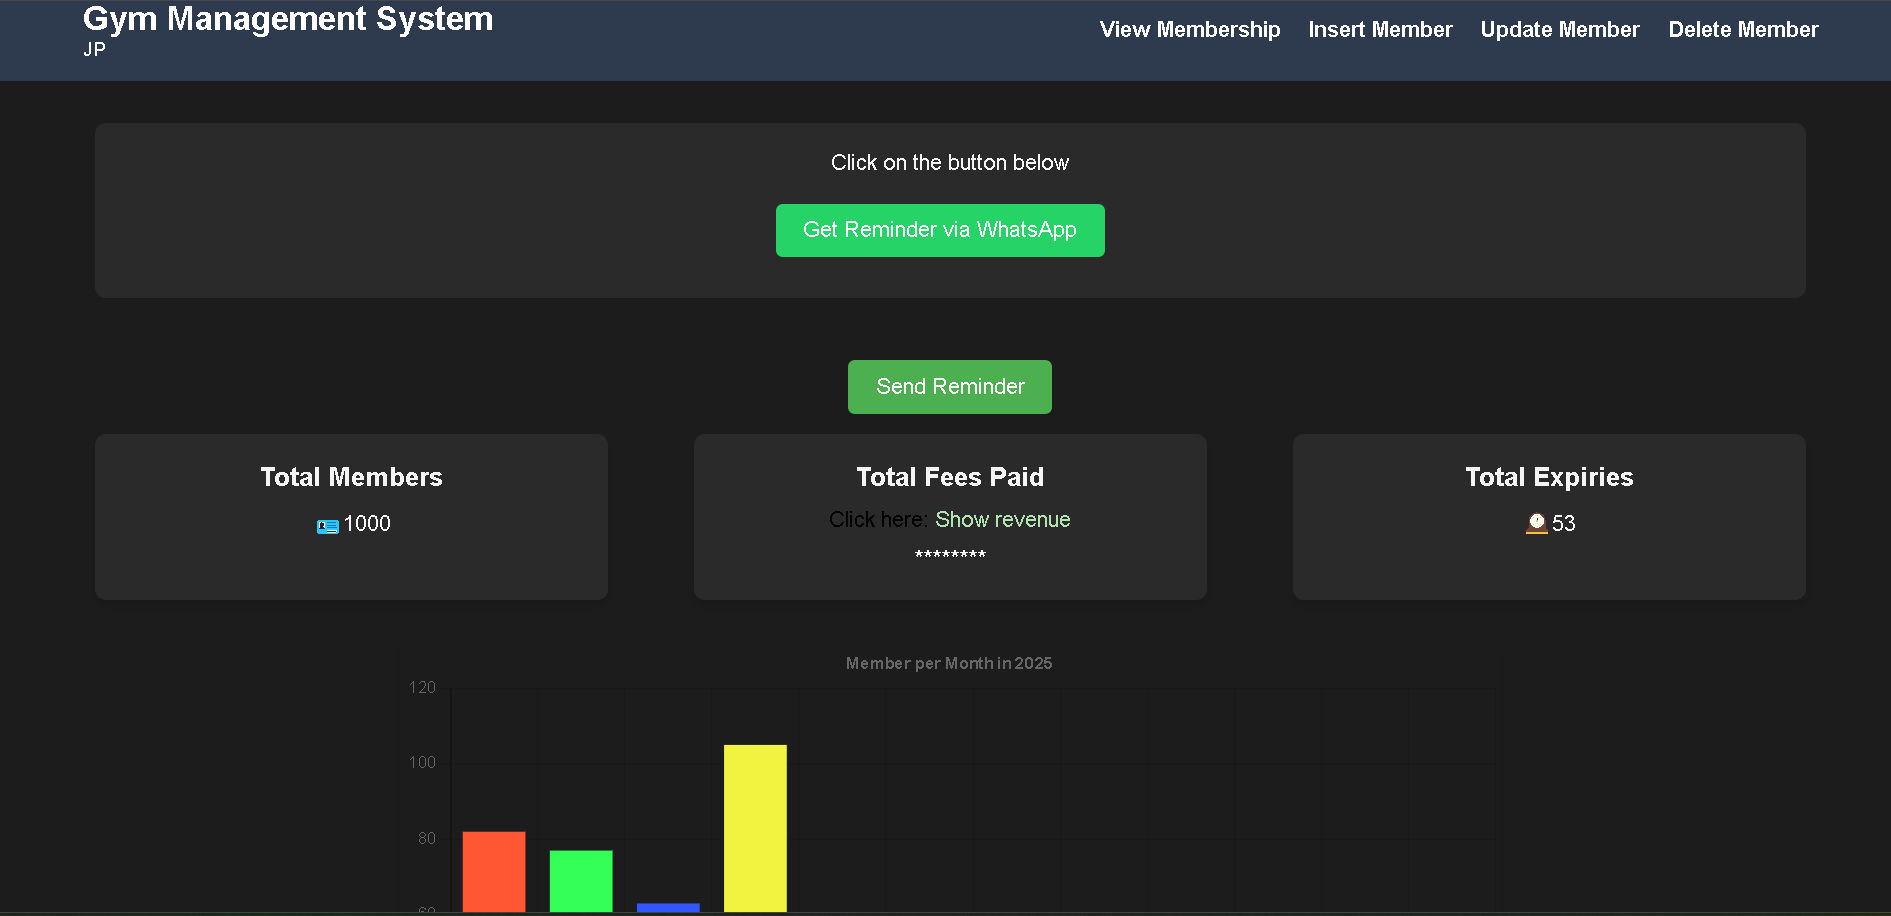 Gym Management System
JP
View Membership Insert Member Update Member Delete Member
Click on the button below
Get Reminder via WhatsApp
Send Reminder
Total Members
1000
Total Fees Paid
Click here: Show revenue
********
Total Expiries
53
Member per Month in 2025
120
100
80
60